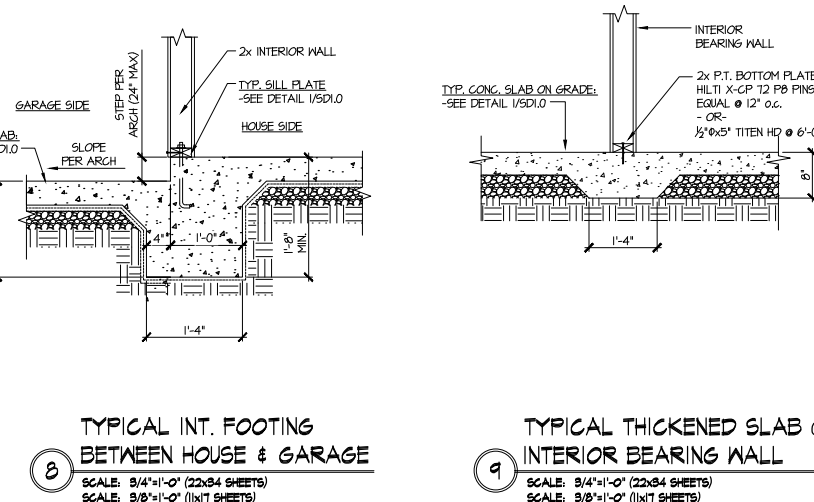 STEP PER
ARCH (24" MAX)
2x INTERIOR WALL
TYP. SILL PLATE
-SEE DETAIL 1/SD1.0
GARAGE SIDE
HOUSE SIDE
AB:
D1.0
SLOPE
PER ARCH
4"
1'-0"
1'-8"
MIN.
1'-4"
TYPICAL INT. FOOTING
8
BETWEEN HOUSE & GARAGE
SCALE: 3/4"=1'-0" (22x34 SHEETS)
SCALE: 3/8"=1'-0" (11x17 SHEETS)
INTERIOR
BEARING WALL
TYP. CONC. SLAB ON GRADE:
-SEE DETAIL 1/SD1.0
2x P.T. BOTTOM PLATE
HILTI X-CP 72 P8 PINS
EQUAL @ 12" o.c.
- OR-
1/2"Φx5" TITEN HD @ 6'-0
8"
1'-4"
TYPICAL THICKENED SLAB
9
INTERIOR BEARING WALL
SCALE: 3/4"=1'-0" (22x34 SHEETS)
SCALE: 3/8"=1'-0" (11x17 SHEETS)